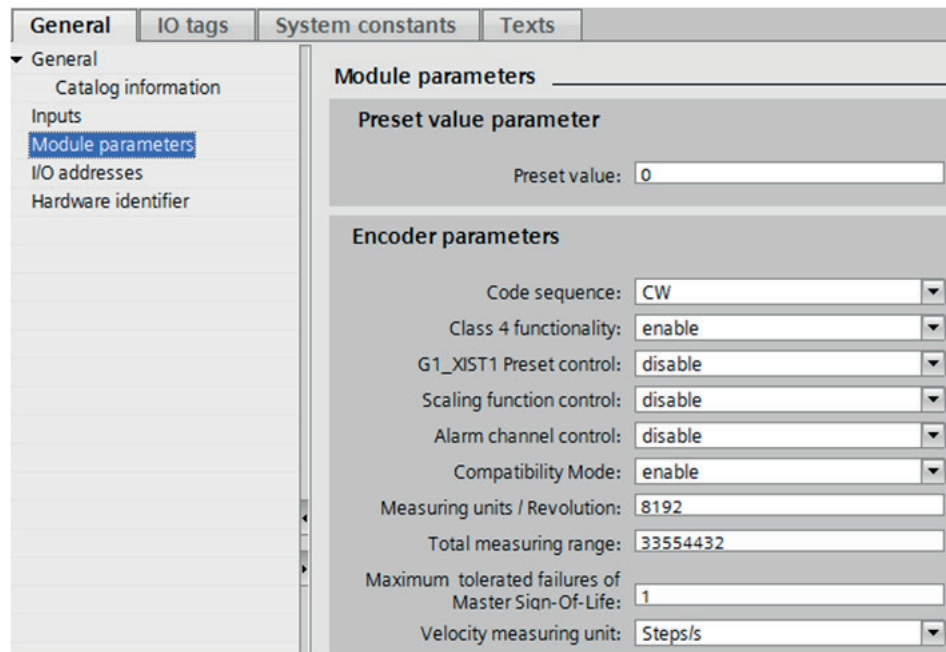 General IO tags System constants Texts
General
Catalog information
Inputs
Module parameters
I/O addresses
Hardware identifier
Module parameters
Preset value parameter
Preset value: 0
Encoder parameters
Code sequence: CW
Class 4 functionality: enable
G1_XIST1 Preset control: disable
Scaling function control: disable
Alarm channel control: disable
Compatibility Mode: enable
Measuring units / Revolution: 8192
Total measuring range: 33554432
Maximum tolerated failures of
Master Sign-Of-Life: 1
Velocity measuring unit: Steps/s